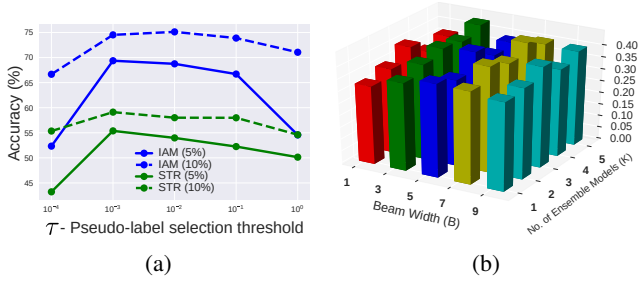 75
70
65
60
55
50
45
Accuracy (%)
IAM (5%)
IAM (10%)
STR (5%)
STR (10%)
10⁻⁴ 10⁻³ 10⁻² 10⁻¹ 10⁰
τ - Pseudo-label selection threshold
(a)
0.40
0.35
0.30
0.25
0.20
0.15
0.10
0.05
0.00
1 3 5 7 9
Beam Width (B)
1 2 3 4 5
No. of Ensemble Models (K)
(b)